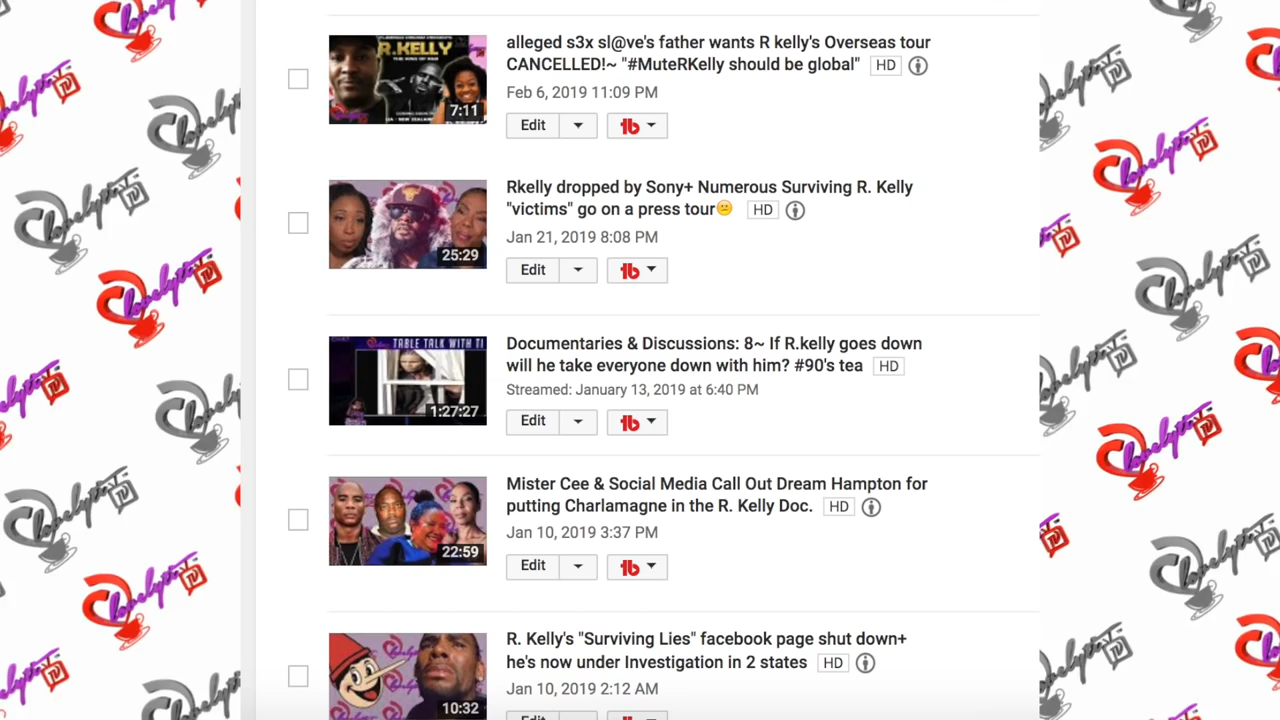 R.KELLY
7:11
alleged s3x sl@ve's father wants R kelly's Overseas tour
CANCELLED!~ "#MuteRKelly should be global" HD
Feb 6, 2019 11:09 PM
Edit
25:29
Rkelly dropped by Sony+ Numerous Surviving R. Kelly
"victims" go on a press tour😕 HD
Jan 21, 2019 8:08 PM
Edit
TABLE TALK WITH TI
1:27:27
Documentaries & Discussions: 8~ If R.kelly goes down
will he take everyone down with him? #90's tea HD
Streamed: January 13, 2019 at 6:40 PM
Edit
22:59
Mister Cee & Social Media Call Out Dream Hampton for
putting Charlamagne in the R. Kelly Doc. HD
Jan 10, 2019 3:37 PM
Edit
10:32
R. Kelly's "Surviving Lies" facebook page shut down+
he's now under Investigation in 2 states HD
Jan 10, 2019 2:12 AM
Edit